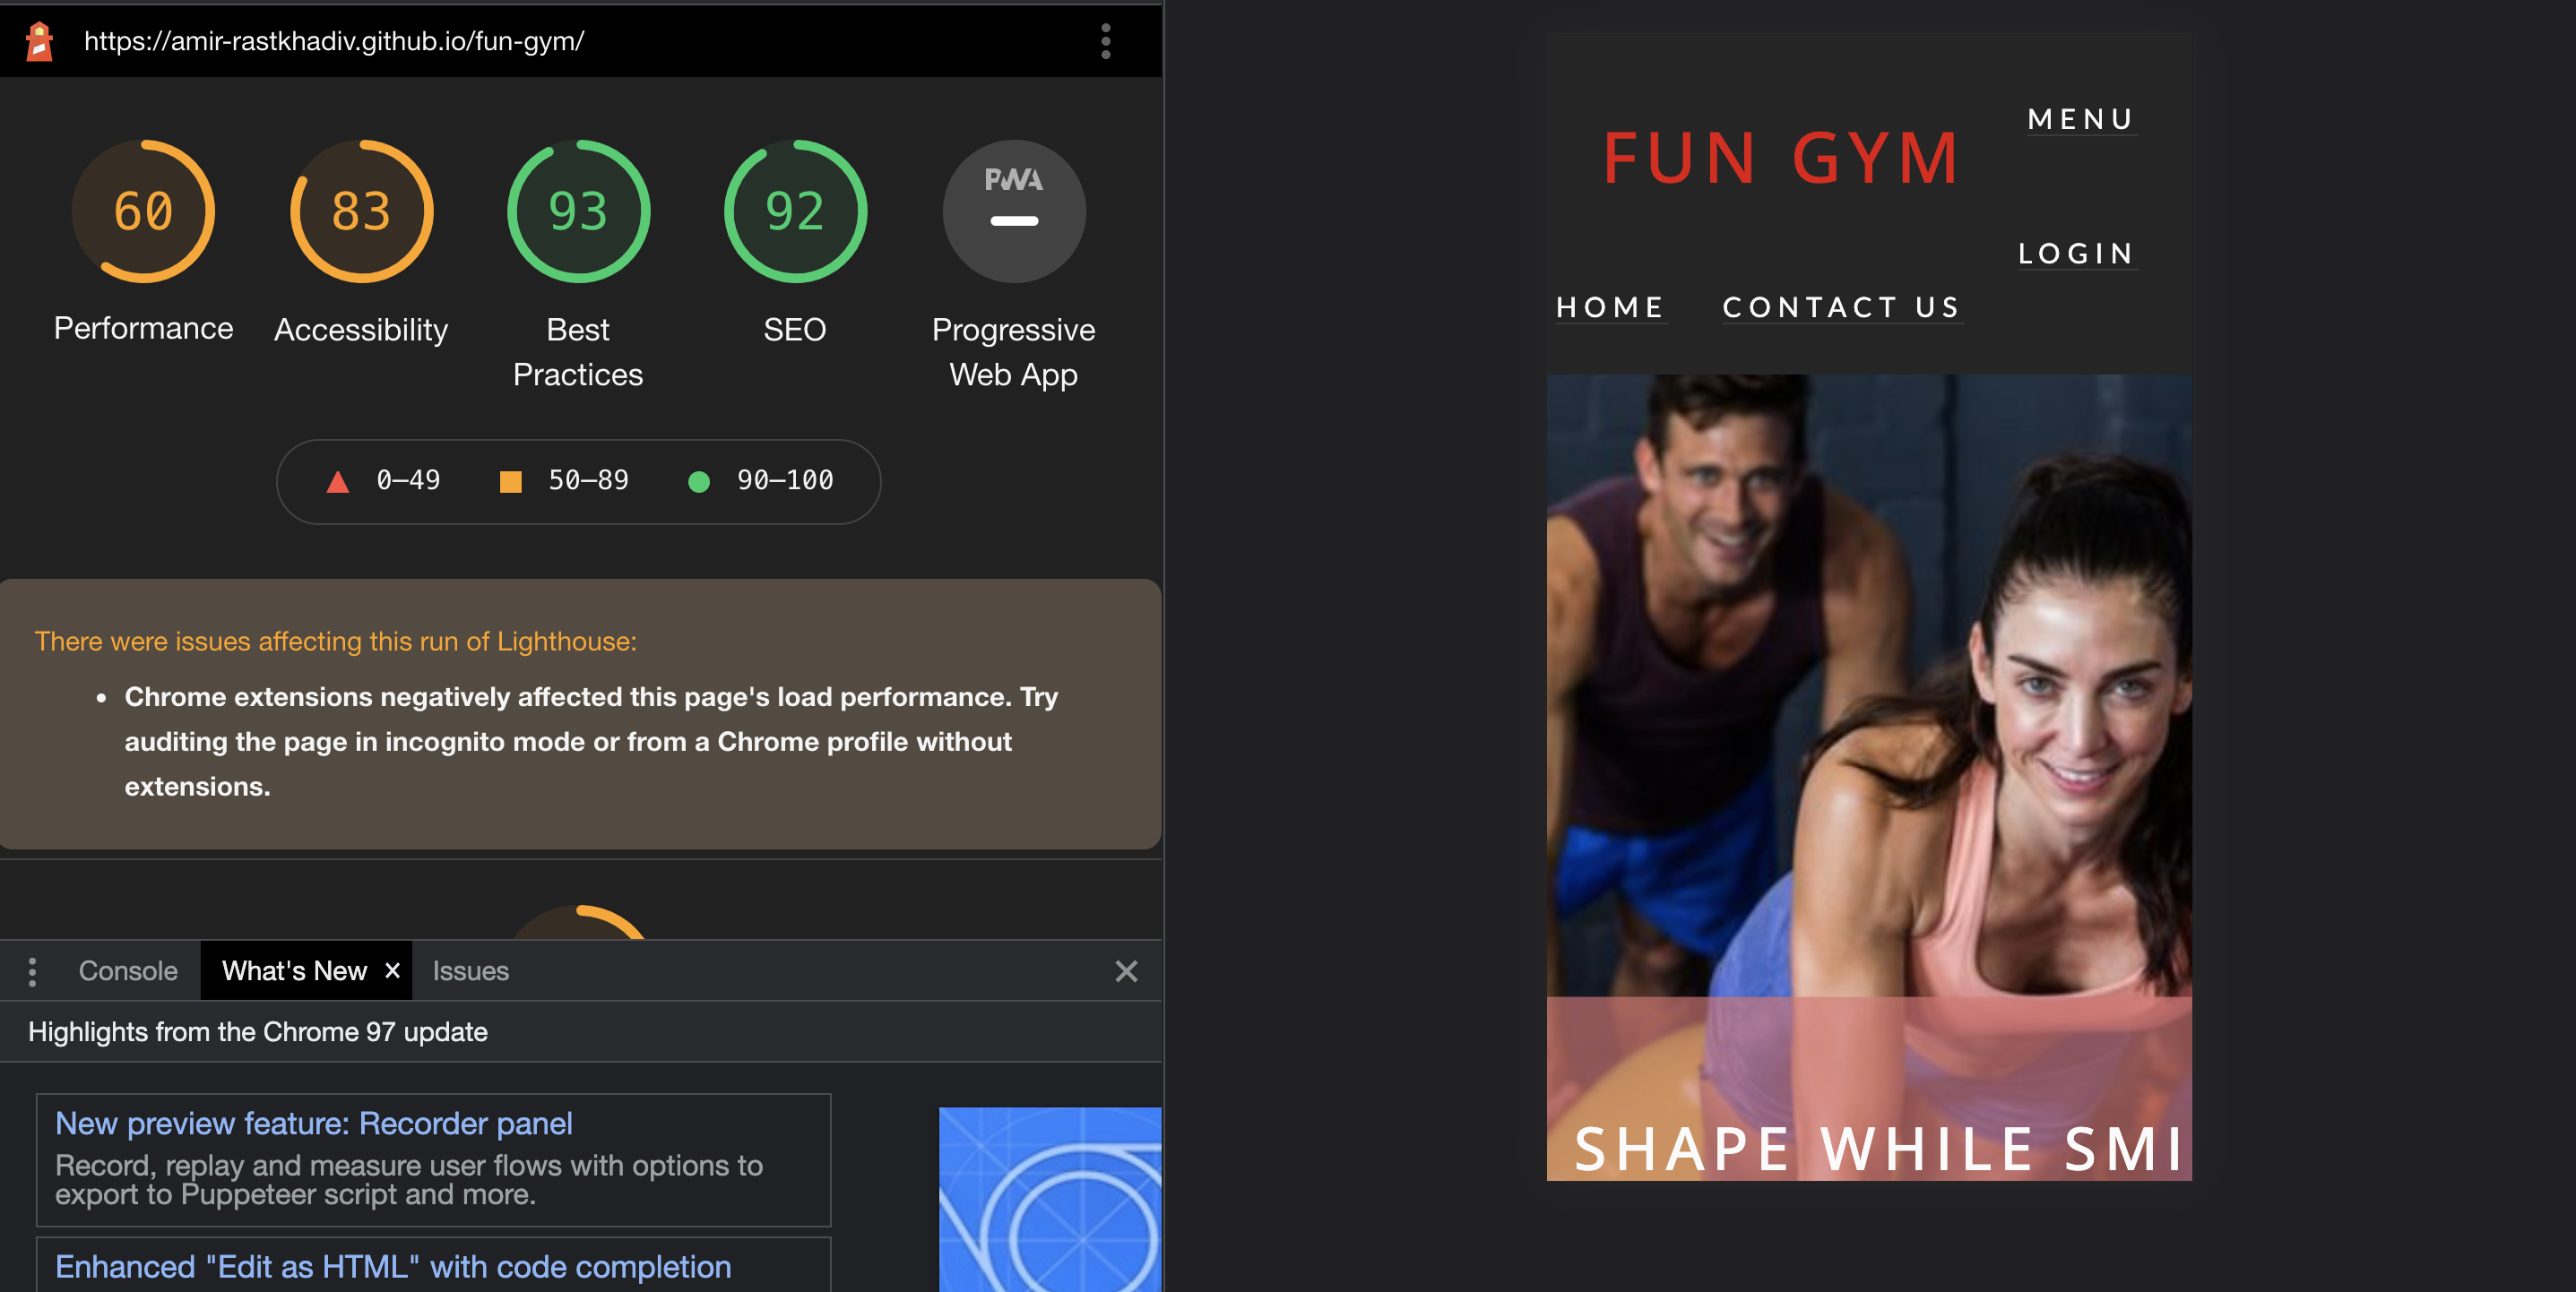 https://amir-rastkhadiv.github.io/fun-gym/
60
83
93
92
PWA
Performance
Accessibility
Best
Practices
SEO
Progressive
Web App
0–49
50–89
90–100
There were issues affecting this run of Lighthouse:
Chrome extensions negatively affected this page's load performance. Try
auditing the page in incognito mode or from a Chrome profile without
extensions.
Console
What's New
Issues
Highlights from the Chrome 97 update
New preview feature: Recorder panel
Record, replay and measure user flows with options to
export to Puppeteer script and more.
Enhanced "Edit as HTML" with code completion
FUN GYM
MENU
LOGIN
HOME
CONTACT US
SHAPE WHILE SMI